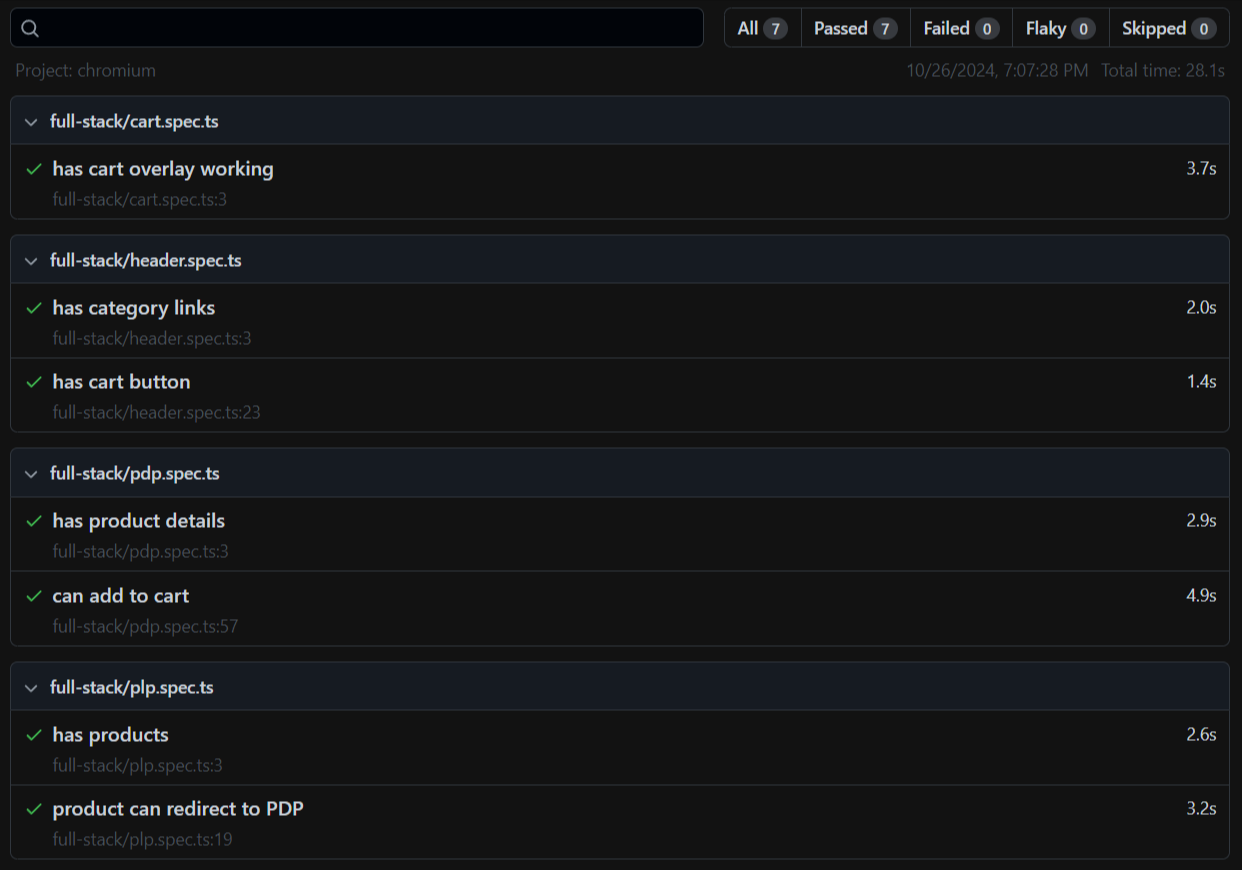 All 7 Passed 7 Failed 0 Flaky 0 Skipped 0
Project: chromium 10/26/2024, 7:07:28 PM Total time: 28.1s
full-stack/cart.spec.ts
has cart overlay working 3.7s
full-stack/cart.spec.ts:3
full-stack/header.spec.ts
has category links 2.0s
full-stack/header.spec.ts:3
has cart button 1.4s
full-stack/header.spec.ts:23
full-stack/pdp.spec.ts
has product details 2.9s
full-stack/pdp.spec.ts:3
can add to cart 4.9s
full-stack/pdp.spec.ts:57
full-stack/plp.spec.ts
has products 2.6s
full-stack/plp.spec.ts:3
product can redirect to PDP 3.2s
full-stack/plp.spec.ts:19